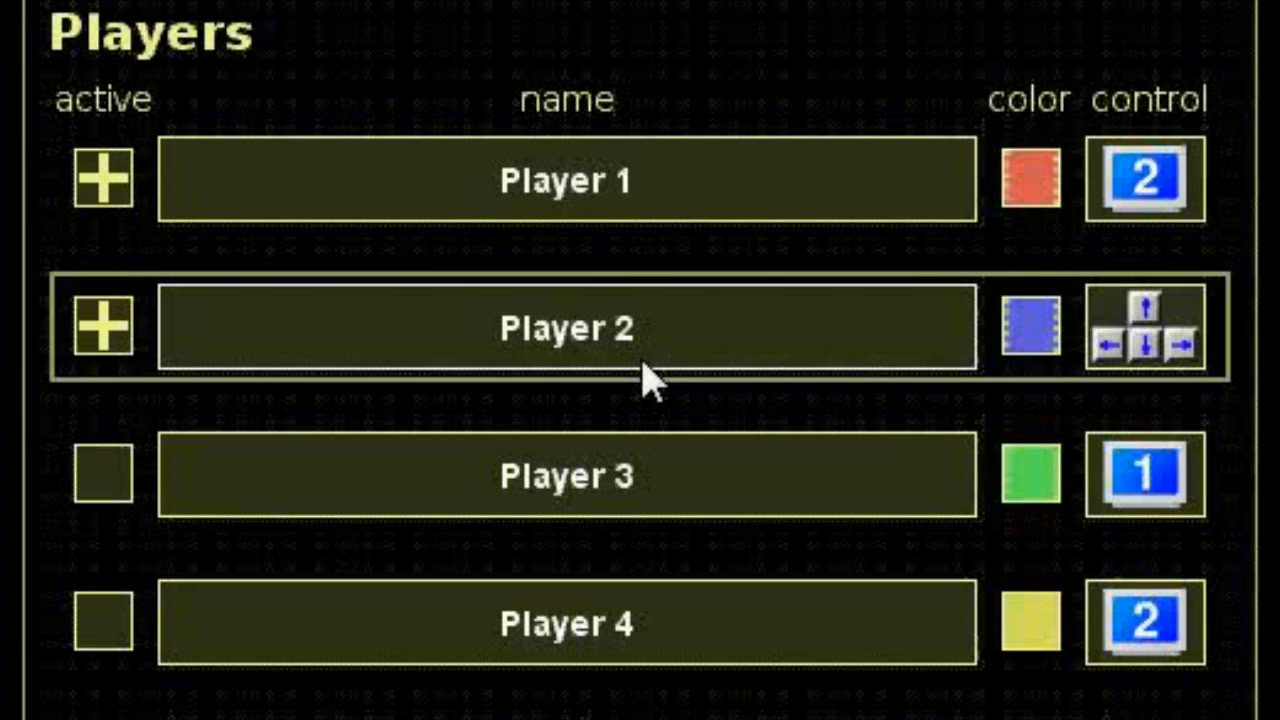 Players
active name color control
Player 1 2
Player 2
Player 3 1
Player 4 2